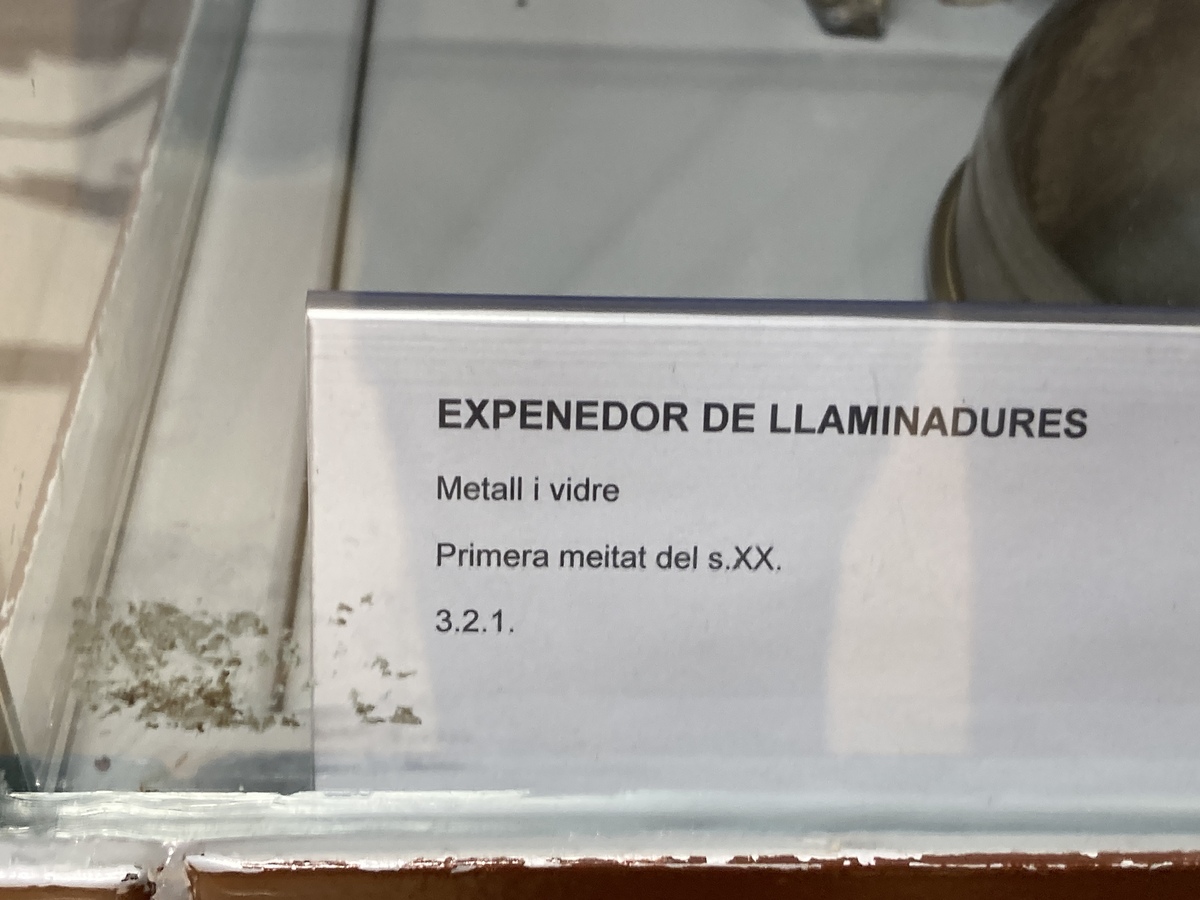 EXPENEDOR DE LLAMINADURES
Metall i vidre
Primera meitat del s.XX.
3.2.1.